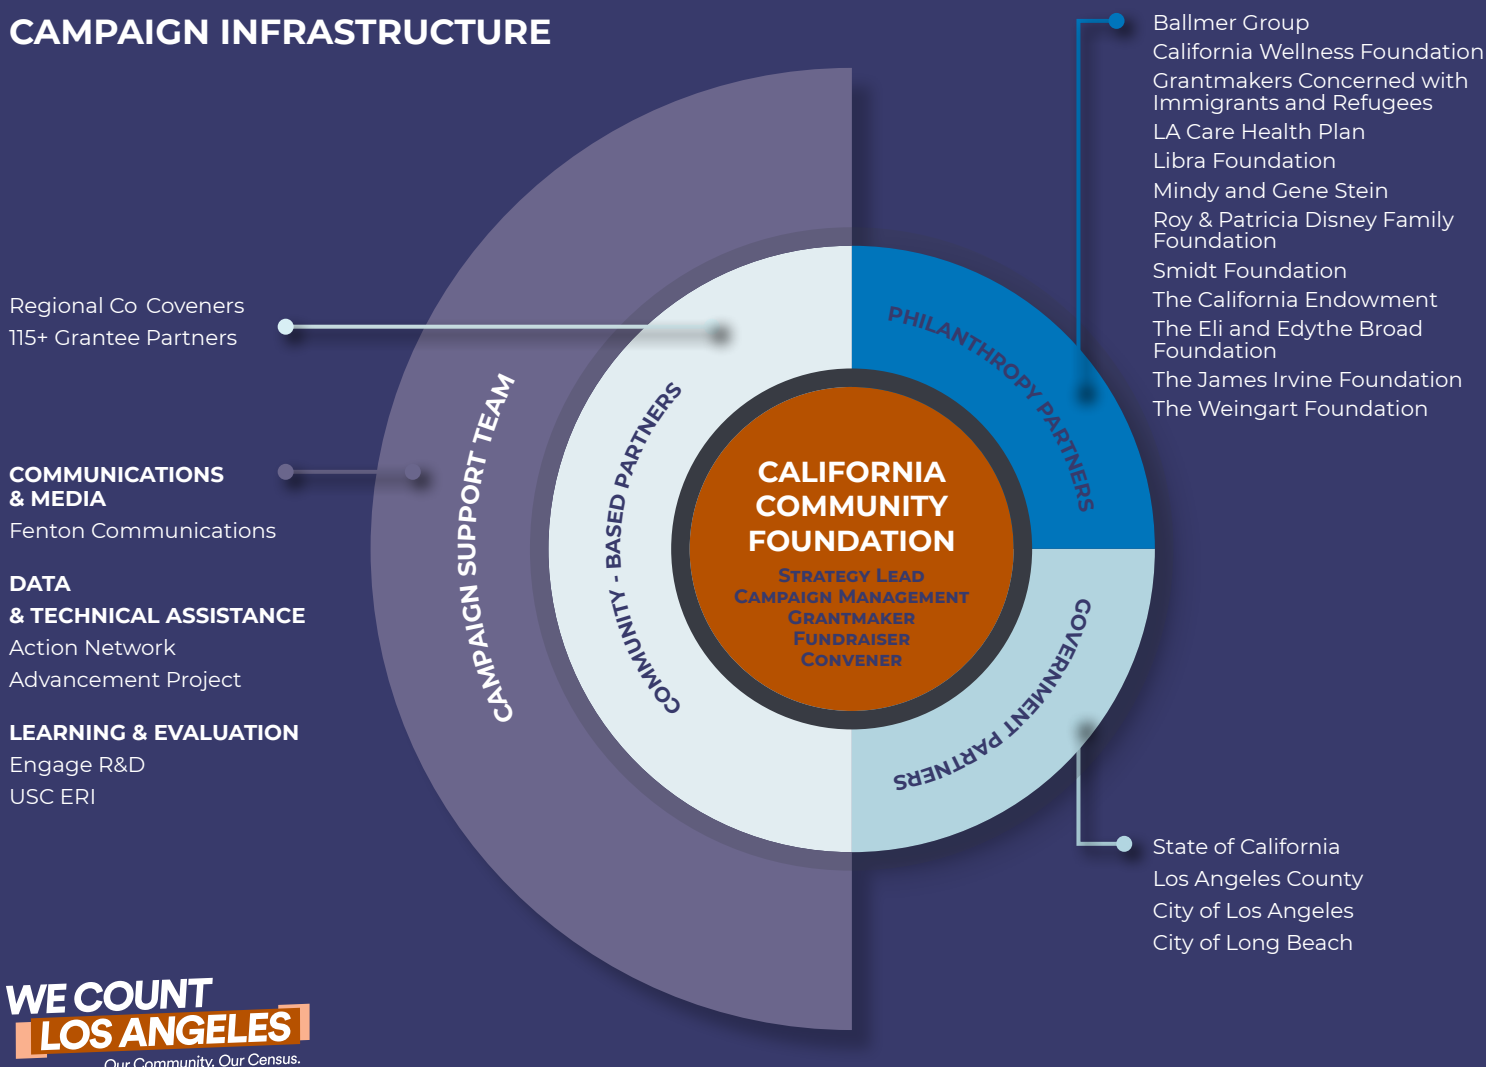 CAMPAIGN INFRASTRUCTURE
Regional Co Coveners
115+ Grantee Partners
COMMUNICATIONS
& MEDIA
Fenton Communications
DATA
& TECHNICAL ASSISTANCE
Action Network
Advancement Project
LEARNING & EVALUATION
Engage R&D
USC ERI
CAMPAIGN SUPPORT TEAM
COMMUNITY - BASED PARTNERS
CALIFORNIA
COMMUNITY
FOUNDATION
STRATEGY LEAD
CAMPAIGN MANAGEMENT
GRANTMAKER
FUNDRAISER
CONVENER
PHILANTHROPY PARTNERS
GOVERNMENT PARTNERS
Ballmer Group
California Wellness Foundation
Grantmakers Concerned with
Immigrants and Refugees
LA Care Health Plan
Libra Foundation
Mindy and Gene Stein
Roy & Patricia Disney Family
Foundation
Smidt Foundation
The California Endowment
The Eli and Edythe Broad
Foundation
The James Irvine Foundation
The Weingart Foundation
State of California
Los Angeles County
City of Los Angeles
City of Long Beach
WE COUNT
LOS ANGELES
Our Community. Our Census.